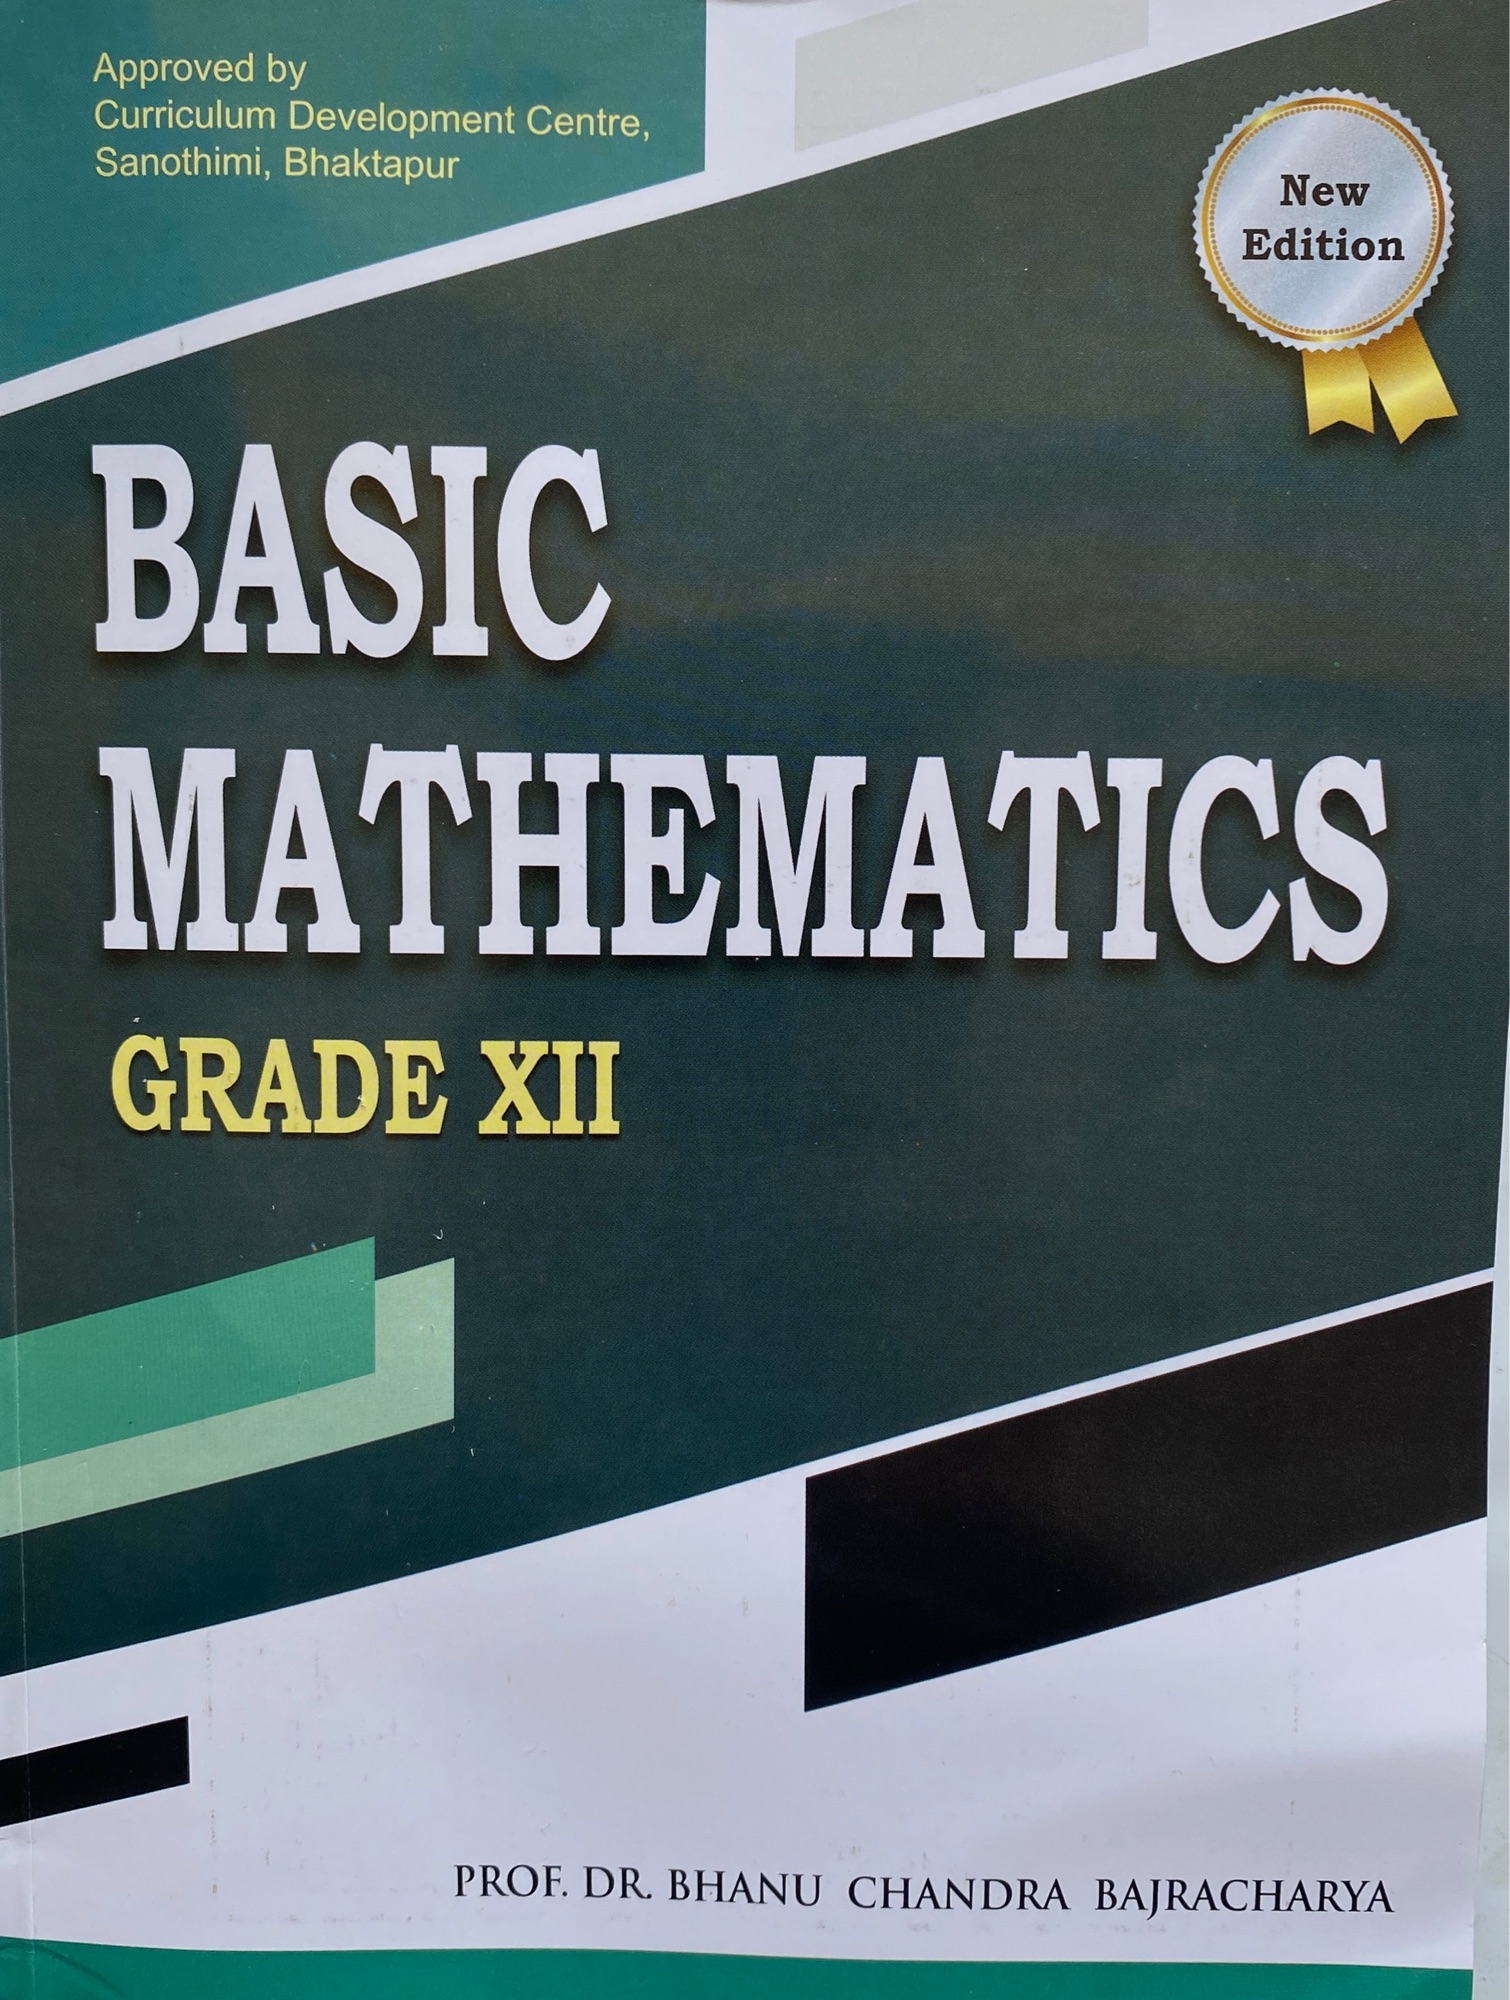 Approved by
Curriculum Development Centre,
Sanothimi, Bhaktapur
New
Edition
BASIC
MATHEMATICS
GRADE XII
PROF. DR. BHANU CHANDRA BAJRACHARYA